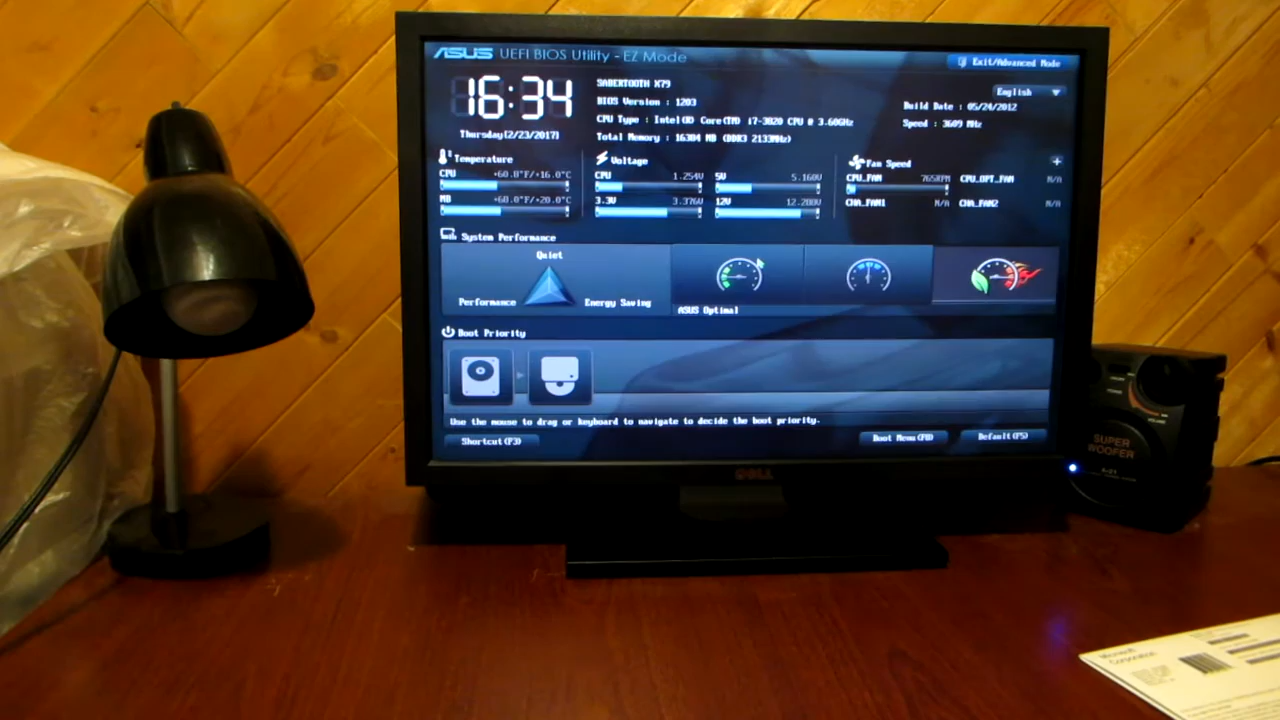 ASUS UEFI BIOS Utility - EZ Mode
Exit/Advanced Mode
16:34
Thursday[2/23/2017]
SABERTOOTH X79
BIOS Version : 1203
CPU Type : Intel(R) Core(TM) i7-3820 CPU @ 3.60GHz
Total Memory : 16384 MB (DDR3 2133MHz)
English
Build Date : 05/24/2012
Speed : 3609 MHz
Temperature
CPU +60.8°F/+16.0°C
MB +68.0°F/+20.0°C
Voltage
CPU 1.254V 5V 5.160V
3.3V 3.376V 12V 12.288V
Fan Speed
CPU_FAN 765RPM CPU_OPT_FAN N/A
CHA_FAN1 N/A CHA_FAN2 N/A
System Performance
Quiet
Performance Energy Saving
ASUS Optimal
Boot Priority
Use the mouse to drag or keyboard to navigate to decide the boot priority.
Shortcut(F3)
Boot Menu(F8)
Default(F5)
DELL
SUPER
WOOFER
Microsoft
Corporation